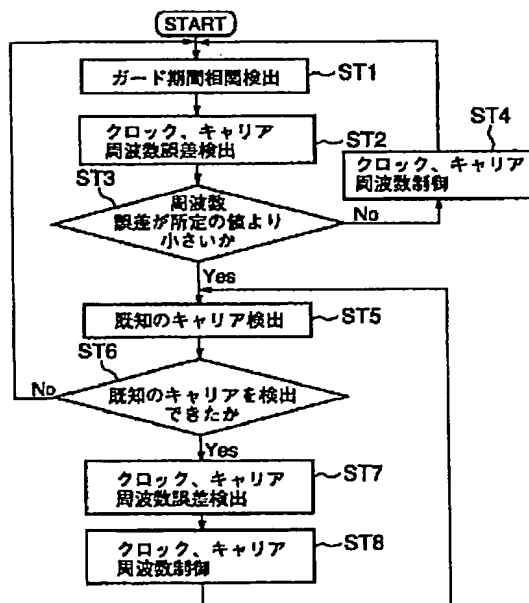 START
ガード期間相関検出
ST1
クロック、キャリア
周波数誤差検出
ST2
ST4
クロック、キャリア
周波数制御
ST3
周波数
誤差が所定の値より
小さいか
No
Yes
既知のキャリア検出
ST5
ST6
既知のキャリアを検出
できたか
No
Yes
クロック、キャリア
周波数誤差検出
ST7
クロック、キャリア
周波数制御
ST8